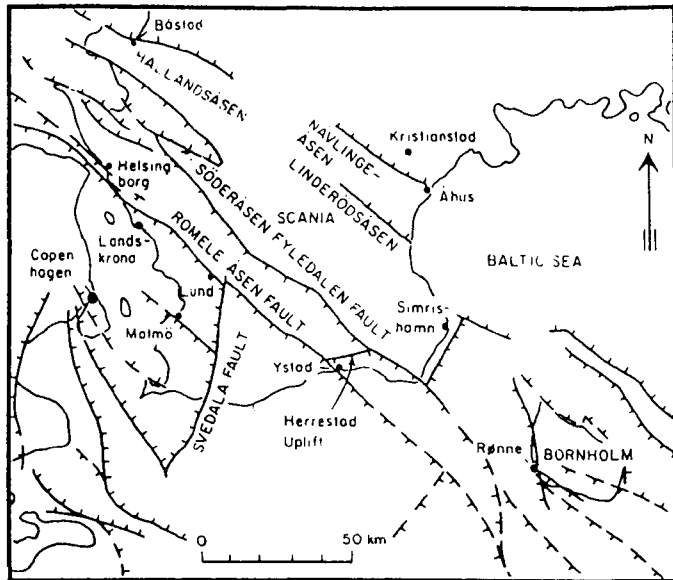 Båstad
HALLANDSÅSEN
Kristianstad
NÄVLINGE-
ÅSEN
LINDERÖDSÅSEN
N
Helsing-
borg
Åhus
SÖDERÅSEN FYLEDALEN FAULT
SCANIA
Lands-
krona
ROMELE ÅSEN FAULT
BALTIC SEA
Copen
hagen
Lund
Simris-
hamn
Malmö
SVEDALA FAULT
Ystad
Herrestad
Uplift
Rønne
BORNHOLM
0 50 km